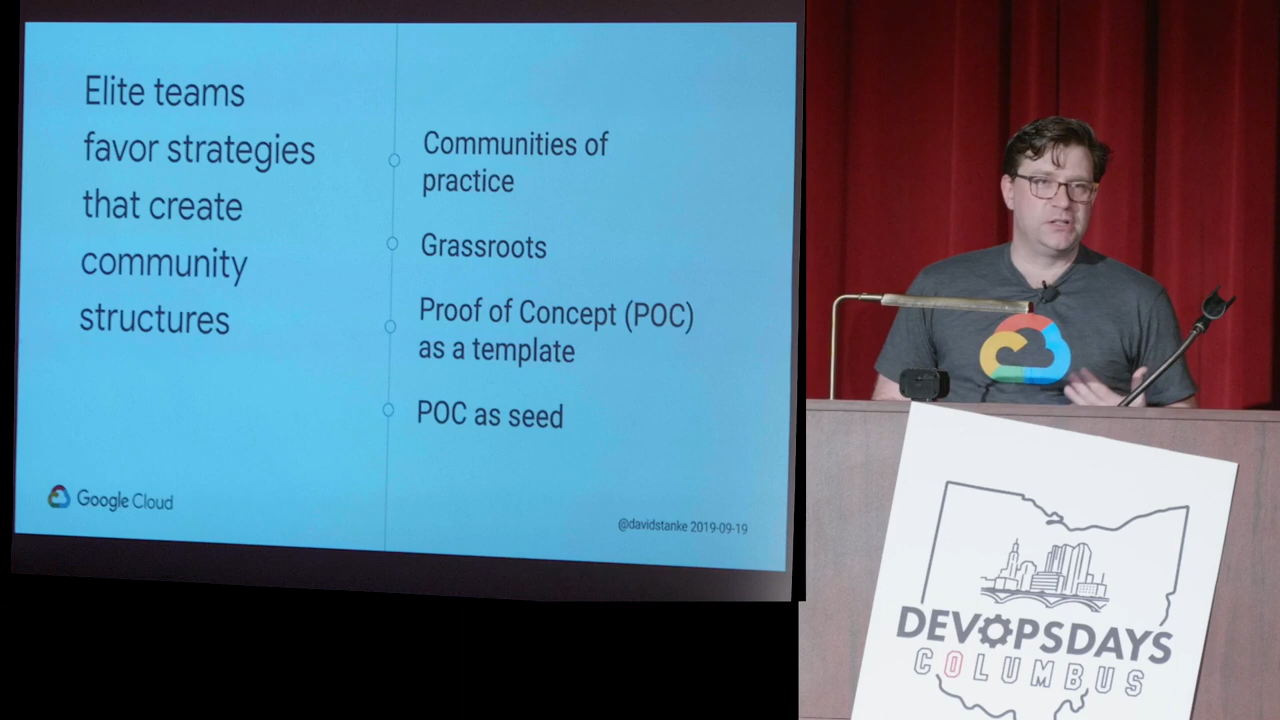 Elite teams
favor strategies
that create
community
structures
Communities of
practice
Grassroots
Proof of Concept (POC)
as a template
POC as seed
Google Cloud
@davidstanke 2019-09-19
DEVOPSDAYS
COLUMBUS